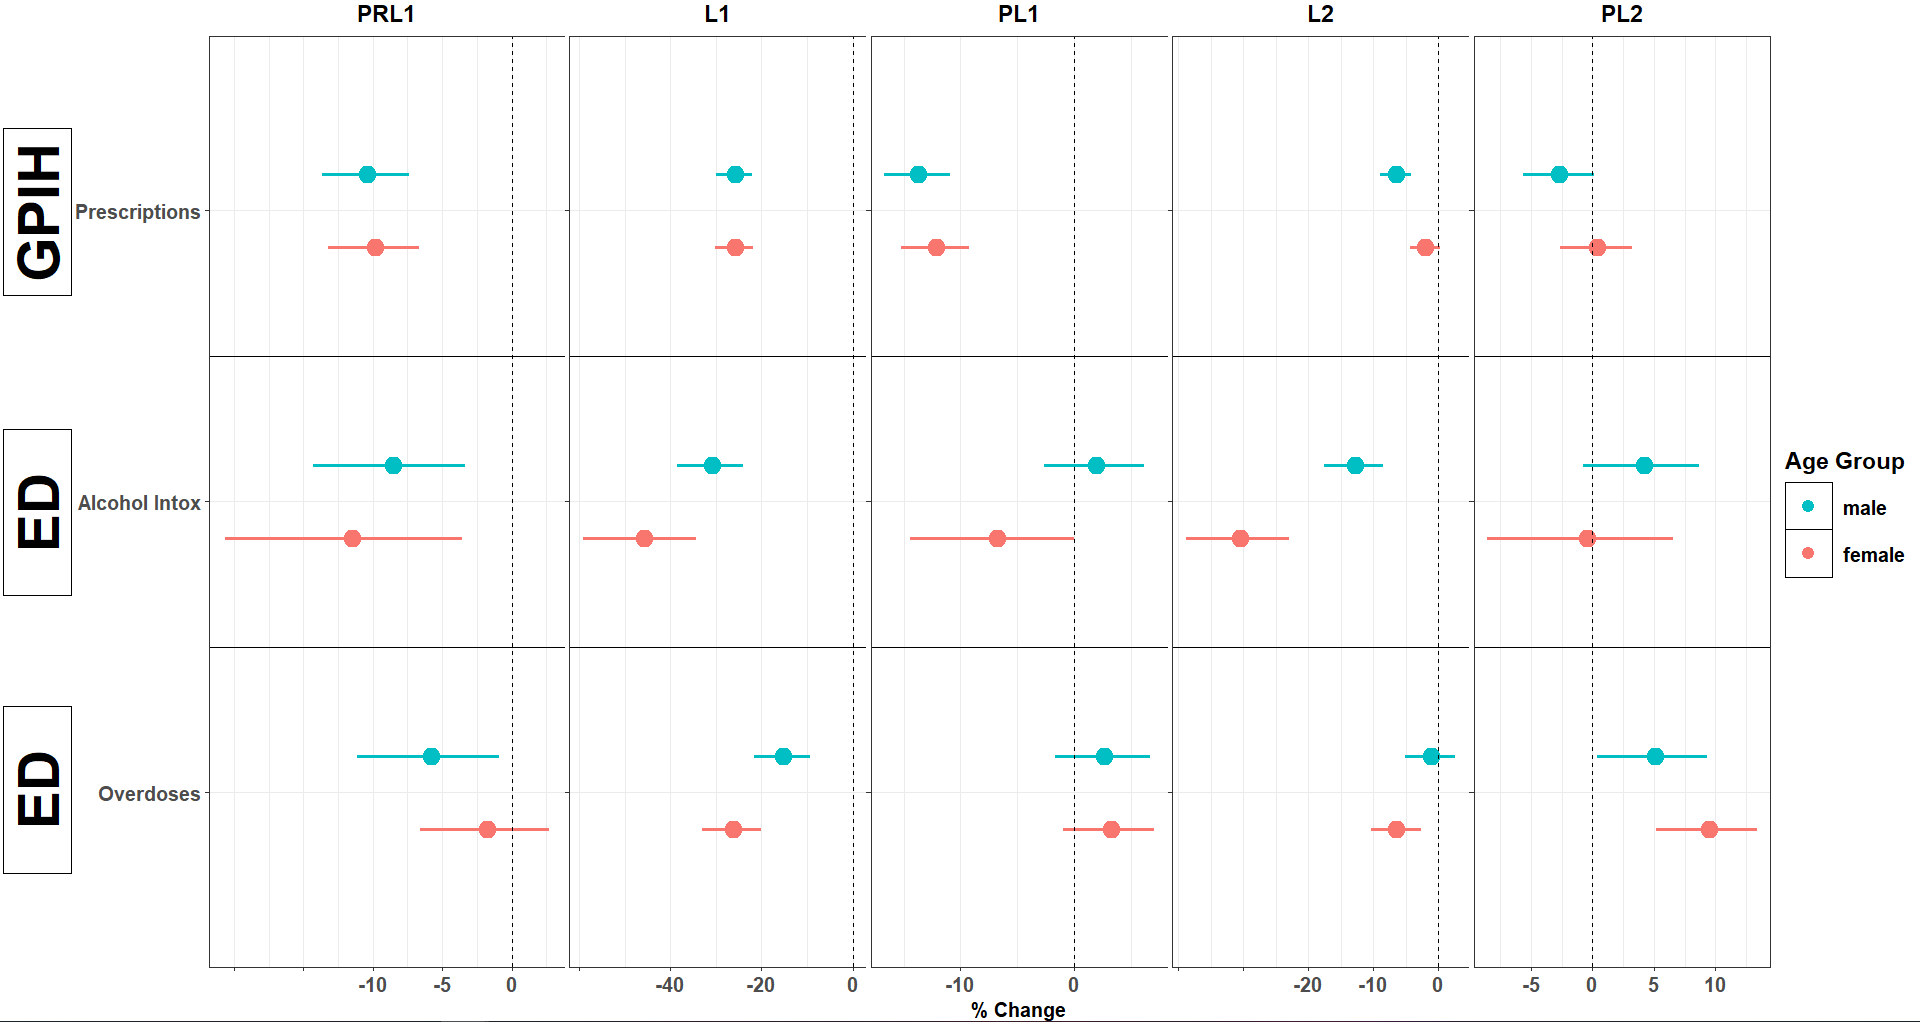 PRL1 L1 PL1 L2 PL2
GPIH
Prescriptions
ED
Alcohol Intox
ED
Overdoses
Age Group
male
female
-10 -5 0 -40 -20 0 -10 0 -20 -10 0 -5 0 5 10
% Change